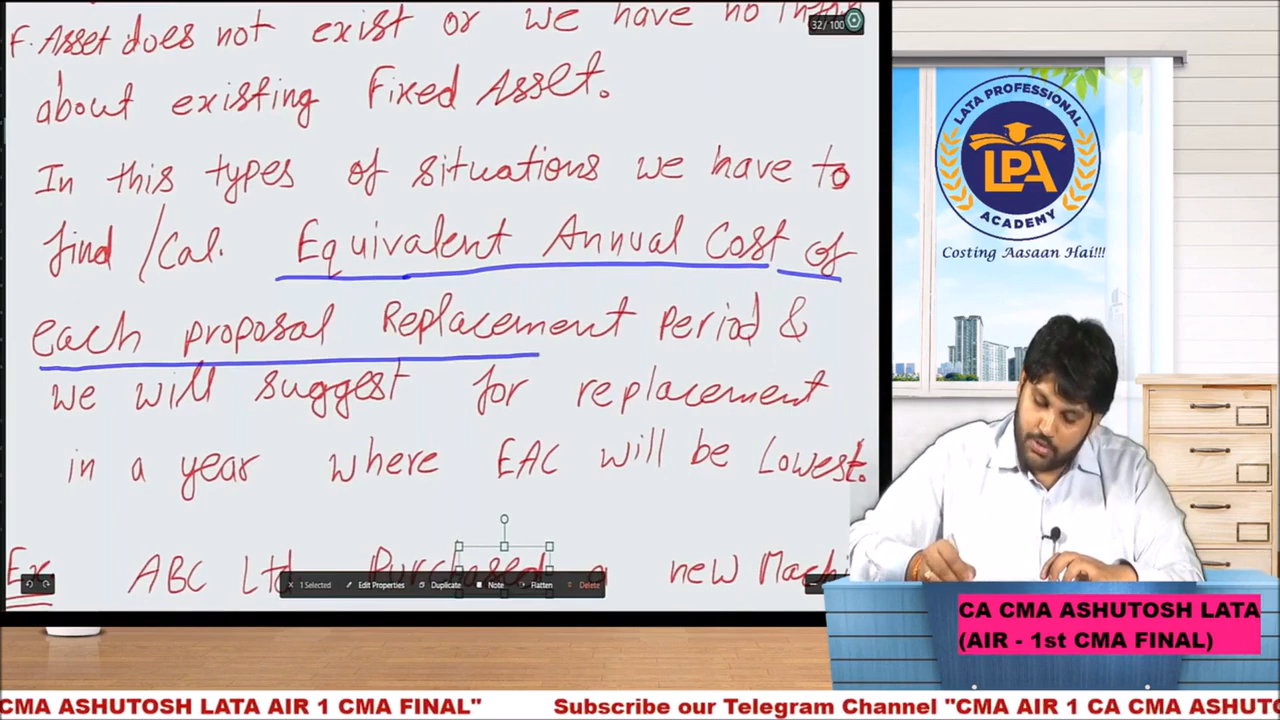 F. Asset does not exist or we have no
32/100
about existing Fixed Asset.
In this types of situations we have to
find /Cal. Equivalent Annual Cost of
each proposal Replacement Period &
we will suggest for replacement
in a year where EAC will be Lowest.
Ex ABC Ltd Purchased a new Machi
1 Selected Edit Properties Duplicate Note Flatten Delete
LATA PROFESSIONAL
LPA
ACADEMY
Costing Aasaan Hai!!!
CA CMA ASHUTOSH LATA
(AIR - 1st CMA FINAL)
CMA ASHUTOSH LATA AIR 1 CMA FINAL" Subscribe our Telegram Channel "CMA AIR 1 CA CMA ASHUTO